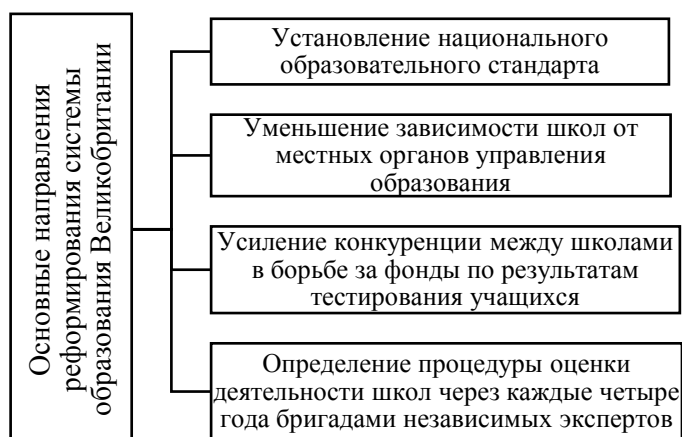 Основные направления
реформирования системы
образования Великобритании
Установление национального
образовательного стандарта
Уменьшение зависимости школ от
местных органов управления
образования
Усиление конкуренции между школами
в борьбе за фонды по результатам
тестирования учащихся
Определение процедуры оценки
деятельности школ через каждые четыре
года бригадами независимых экспертов